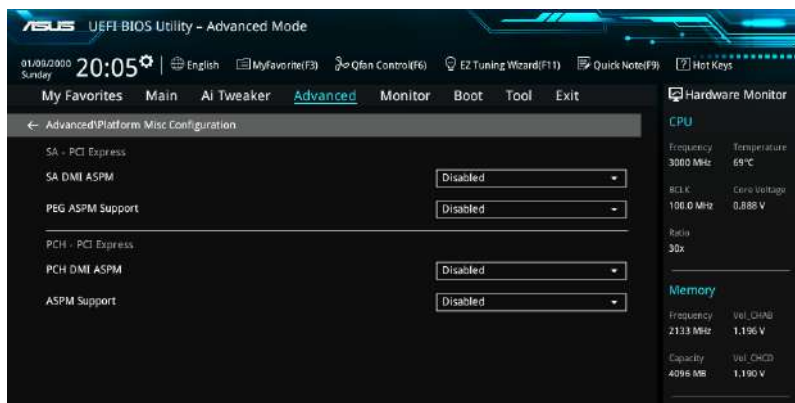 ASUS UEFI BIOS Utility – Advanced Mode
01/09/2000 Sunday 20:05 English MyFavorite(F3) Qfan Control(F6) EZ Tuning Wizard(F11) Quick Note(F9) ? Hot Keys
My Favorites Main Ai Tweaker Advanced Monitor Boot Tool Exit Hardware Monitor
← Advanced\Platform Misc Configuration
CPU
SA - PCI Express
Frequency Temperature
3000 MHz 69°C
SA DMI ASPM Disabled
BCLK Core Voltage
100.0 MHz 0.888 V
PEG ASPM Support Disabled
Ratio
30x
PCH - PCI Express
PCH DMI ASPM Disabled
ASPM Support Disabled
Memory
Frequency Vol_CHAB
2133 MHz 1.196 V
Capacity Vol_CHCD
4096 MB 1.190 V